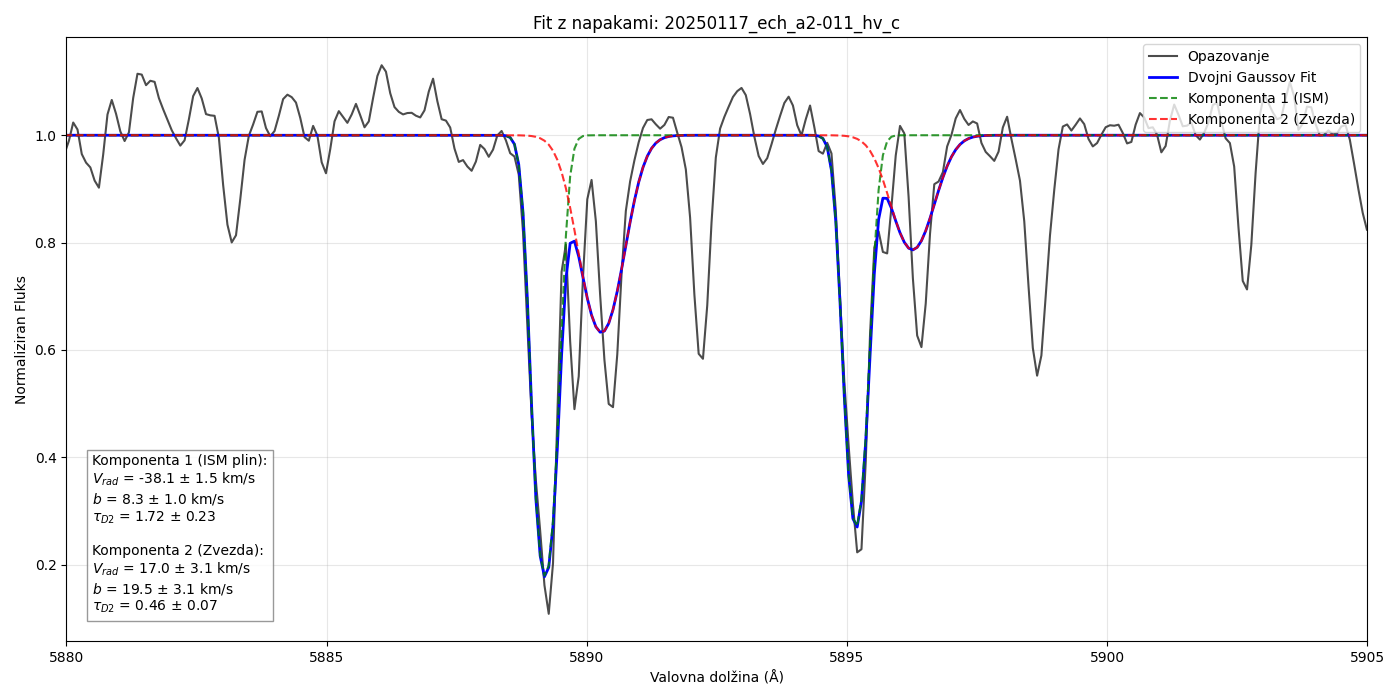 Fit z napakami: 20250117_ech_a2-011_hv_c
Opazovanje
Dvojni Gaussov Fit
Komponenta 1 (ISM)
Komponenta 2 (Zvezda)
Normaliziran Fluks
1.0
0.8
0.6
0.4
0.2
Komponenta 1 (ISM plin):
V_rad = -38.1 ± 1.5 km/s
b = 8.3 ± 1.0 km/s
τ_D2 = 1.72 ± 0.23
Komponenta 2 (Zvezda):
V_rad = 17.0 ± 3.1 km/s
b = 19.5 ± 3.1 km/s
τ_D2 = 0.46 ± 0.07
5880 5885 5890 5895 5900 5905
Valovna dolžina (Å)